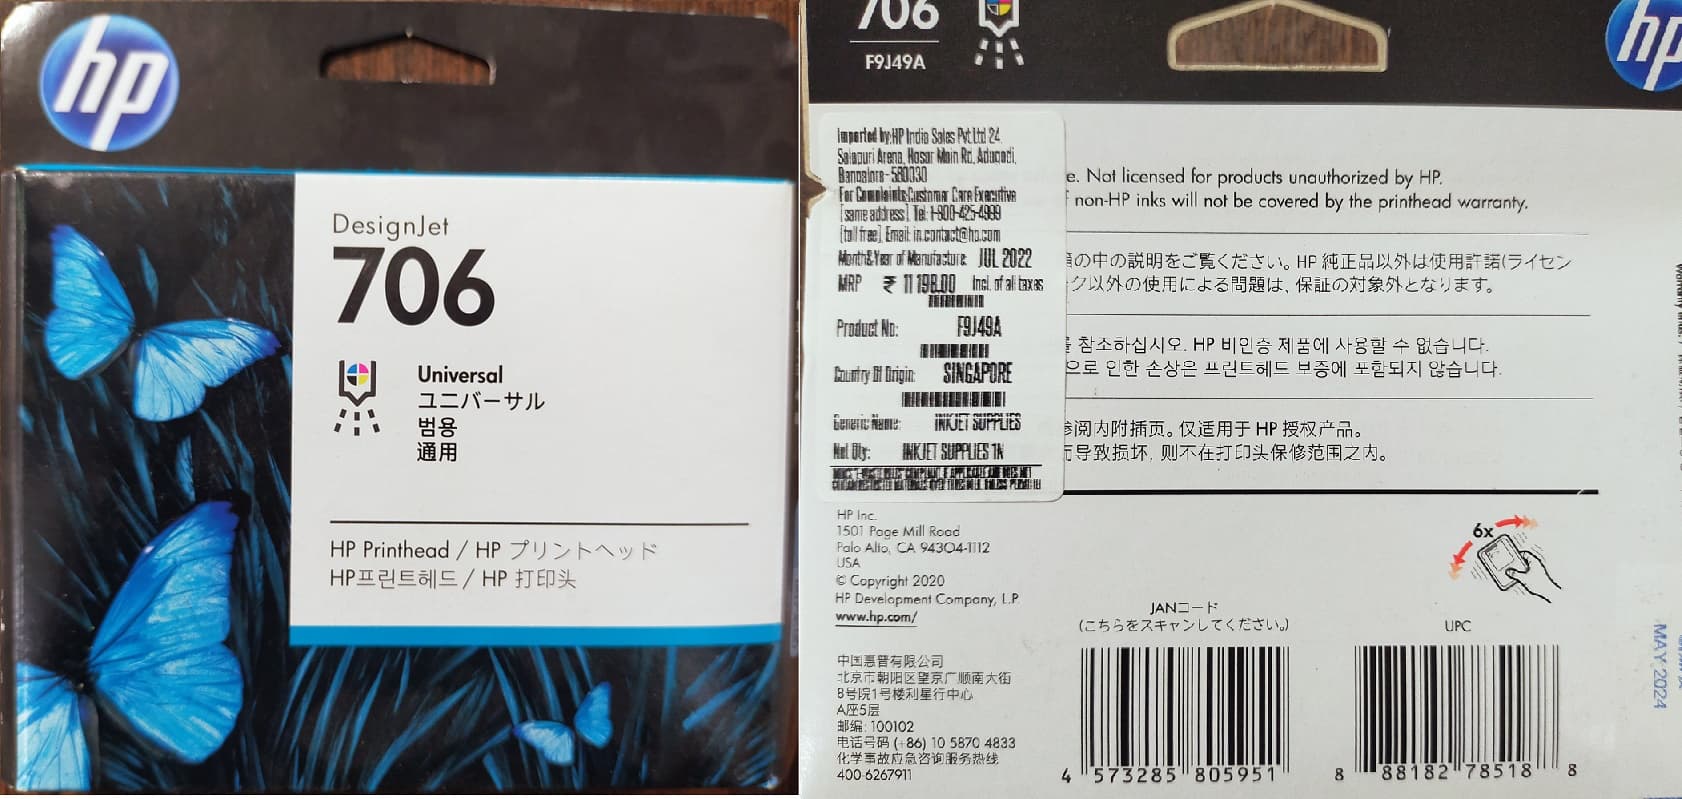 hp
DesignJet
706
Universal
ユニバーサル
범용
通用
HP Printhead / HP プリントヘッド
HP프린트헤드 / HP 打印头
706
F9J49A
hp
Imported by:HP India Sales Pvt Ltd 24,
Salapuri Arena, Hosur Main Rd, Adugodi,
Bangalore - 560030
For Complaints:Customer Care Executive
[same address]. Tel: 1-800-425-4999
[toll free], Email: in.contact@hp.com
Month&Year of Manufacture: JUL 2022
MRP ₹ 11198.00 Incl. of all taxes
Product No: F9J49A
Country Of Origin: SINGAPORE
Generic Name: INKJET SUPPLIES
Net Qty: INKJET SUPPLIES 1N
e. Not licensed for products unauthorized by HP.
non-HP inks will not be covered by the printhead warranty.
の中の説明をご覧ください。HP 純正品以外は使用許諾(ライセン
ク以外の使用による問題は、保証の対象外となります。
참조하십시오. HP 비인증 제품에 사용할 수 없습니다.
으로 인한 손상은 프린트헤드 보증에 포함되지 않습니다.
参阅内附插页。仅适用于 HP 授权产品。
而导致损坏，则不在打印头保修范围之内。
HP Inc.
1501 Page Mill Road
Palo Alto, CA 94304-1112
USA
© Copyright 2020
HP Development Company, L.P.
www.hp.com/
6x
中国惠普有限公司
北京市朝阳区望京广顺南大街
8号院1号楼利星行中心
A座5层
邮编: 100102
电话号码 (+86) 10 5870 4833
化学事故应急咨询服务热线
400-6267911
JANコード
(こちらをスキャンしてください。)
4 573285 805951
UPC
8 88182 78518 8
MAY 2024